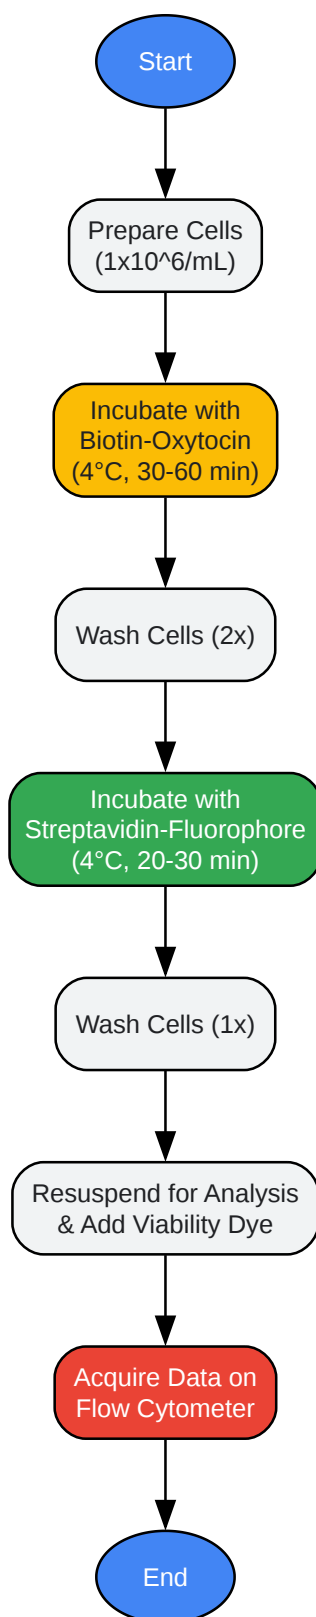 Start
Prepare Cells
(1x10^6/mL)
Incubate with
Biotin-Oxytocin
(4°C, 30-60 min)
Wash Cells (2x)
Incubate with
Streptavidin-Fluorophore
(4°C, 20-30 min)
Wash Cells (1x)
Resuspend for Analysis
& Add Viability Dye
Acquire Data on
Flow Cytometer
End